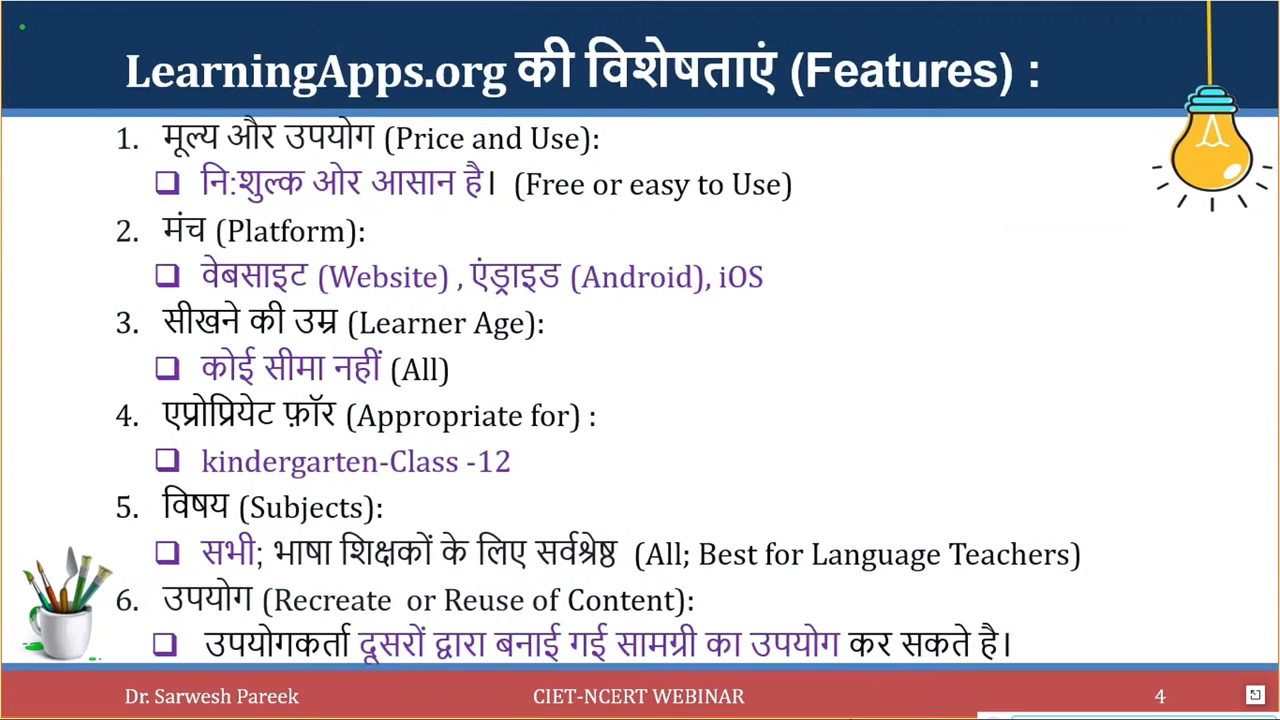 LearningApps.org की विशेषताएं (Features) :
1. मूल्य और उपयोग (Price and Use):
❑ नि:शुल्क ओर आसान है। (Free or easy to Use)
2. मंच (Platform):
❑ वेबसाइट (Website) , एंड्राइड (Android), iOS
3. सीखने की उम्र (Learner Age):
❑ कोई सीमा नहीं (All)
4. एप्रोप्रियेट फ़ॉर (Appropriate for) :
❑ kindergarten-Class -12
5. विषय (Subjects):
❑ सभी; भाषा शिक्षकों के लिए सर्वश्रेष्ठ (All; Best for Language Teachers)
6. उपयोग (Recreate or Reuse of Content):
❑ उपयोगकर्ता दूसरों द्वारा बनाई गई सामग्री का उपयोग कर सकते है।
Dr. Sarwesh Pareek CIET-NCERT WEBINAR 4